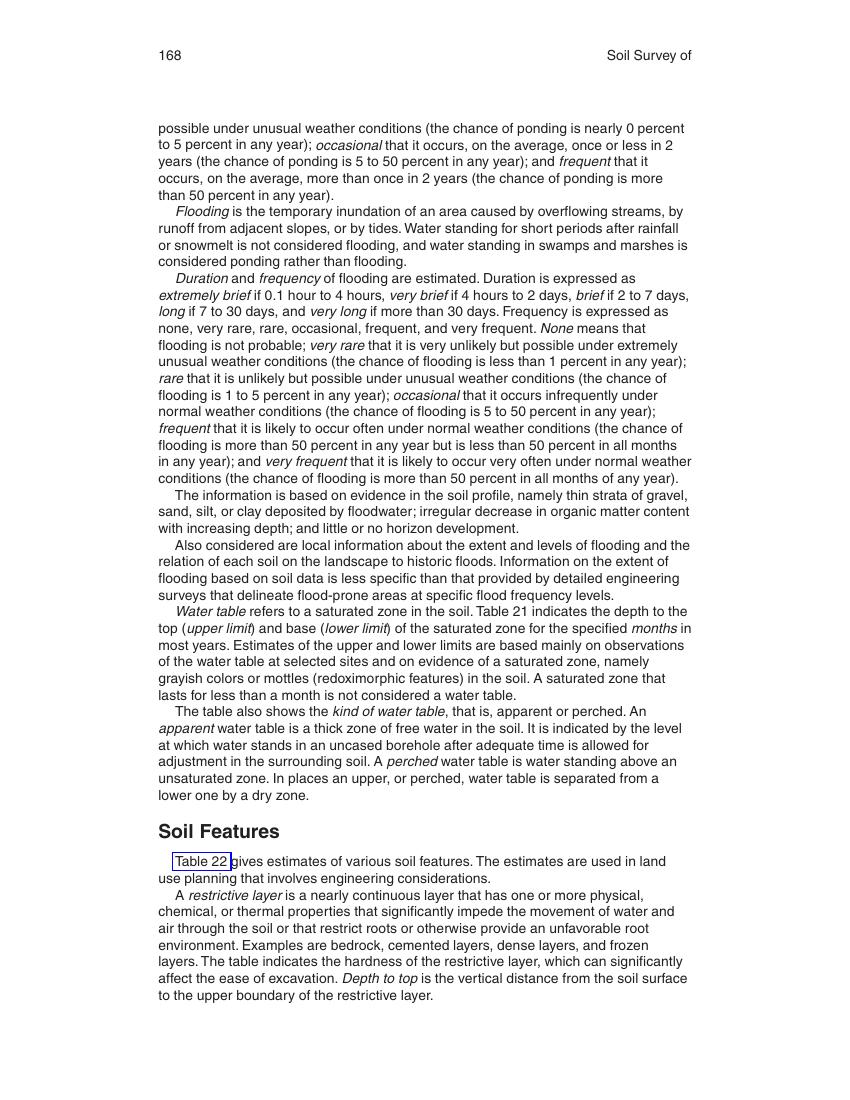 168
Soil Survey of
possible under unusual weather conditions (the chance of ponding is nearly 0 percent
to 5 percent in any year); occasional that it occurs, on the average, once or less in 2
years (the chance of ponding is 5 to 50 percent in any year); and frequent that it
occurs, on the average, more than once in 2 years (the chance of ponding is more
than 50 percent in any year).
Flooding is the temporary inundation of an area caused by overflowing streams, by
runoff from adjacent slopes, or by tides. Water standing for short periods after rainfall
or snowmelt is not considered flooding, and water standing in swamps and marshes is
considered ponding rather than flooding.
Duration and frequency of flooding are estimated. Duration is expressed as
extremely brief if 0.1 hour to 4 hours, very brief if 4 hours to 2 days, brief if 2 to 7 days,
long if 7 to 30 days, and very long if more than 30 days. Frequency is expressed as
none, very rare, rare, occasional, frequent, and very frequent. None means that
flooding is not probable; very rare that it is very unlikely but possible under extremely
unusual weather conditions (the chance of flooding is less than 1 percent in any year);
rare that it is unlikely but possible under unusual weather conditions (the chance of
flooding is 1 to 5 percent in any year); occasional that it occurs infrequently under
normal weather conditions (the chance of flooding is 5 to 50 percent in any year);
frequent that it is likely to occur often under normal weather conditions (the chance of
flooding is more than 50 percent in any year but is less than 50 percent in all months
in any year); and very frequent that it is likely to occur very often under normal weather
conditions (the chance of flooding is more than 50 percent in all months of any year).
The information is based on evidence in the soil profile, namely thin strata of gravel,
sand, silt, or clay deposited by floodwater; irregular decrease in organic matter content
with increasing depth; and little or no horizon development.
Also considered are local information about the extent and levels of flooding and the
relation of each soil on the landscape to historic floods. Information on the extent of
flooding based on soil data is less specific than that provided by detailed engineering
surveys that delineate flood-prone areas at specific flood frequency levels.
Water table refers to a saturated zone in the soil. Table 21 indicates the depth to the
top (upper limit) and base (lower limit) of the saturated zone for the specified months in
most years. Estimates of the upper and lower limits are based mainly on observations
of the water table at selected sites and on evidence of a saturated zone, namely
grayish colors or mottles (redoximorphic features) in the soil. A saturated zone that
lasts for less than a month is not considered a water table.
The table also shows the kind of water table, that is, apparent or perched. An
apparent water table is a thick zone of free water in the soil. It is indicated by the level
at which water stands in an uncased borehole after adequate time is allowed for
adjustment in the surrounding soil. A perched water table is water standing above an
unsaturated zone. In places an upper, or perched, water table is separated from a
lower one by a dry zone.
Soil Features
Table 22 gives estimates of various soil features. The estimates are used in land
use planning that involves engineering considerations.
A restrictive layer is a nearly continuous layer that has one or more physical,
chemical, or thermal properties that significantly impede the movement of water and
air through the soil or that restrict roots or otherwise provide an unfavorable root
environment. Examples are bedrock, cemented layers, dense layers, and frozen
layers. The table indicates the hardness of the restrictive layer, which can significantly
affect the ease of excavation. Depth to top is the vertical distance from the soil surface
to the upper boundary of the restrictive layer.